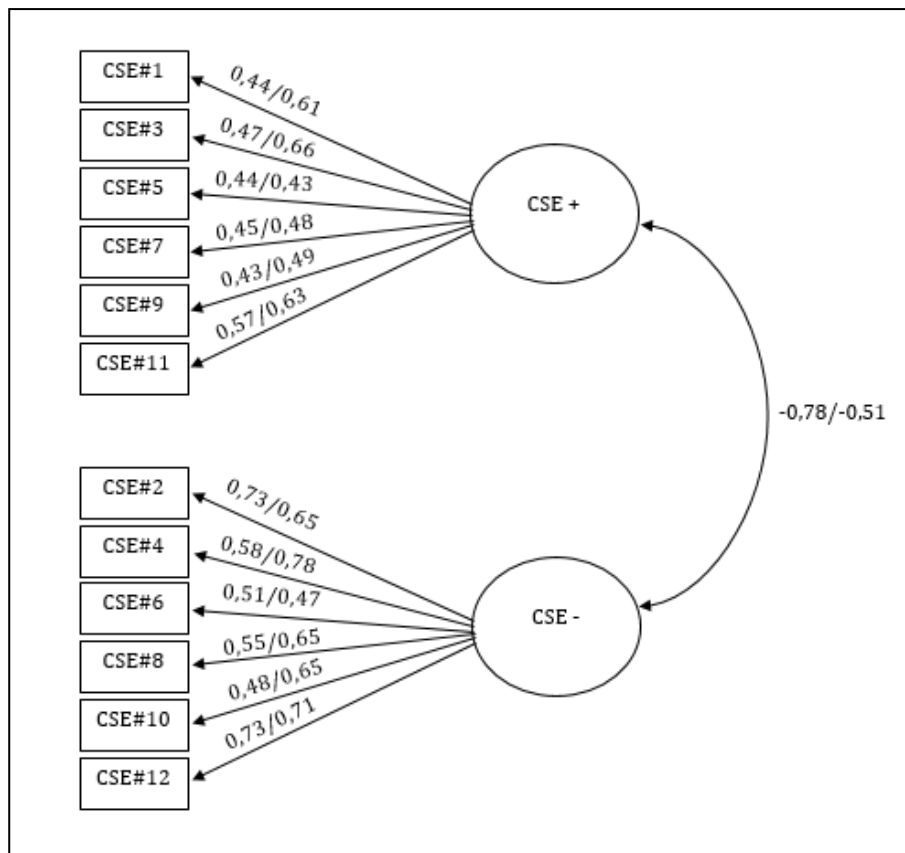 CSE#1
0,44/0,61
CSE#3
0,47/0,66
CSE#5
0,44/0,43
CSE#7
0,45/0,48
CSE#9
0,43/0,49
CSE#11
0,57/0,63
CSE +
-0,78/-0,51
CSE#2
0,73/0,65
CSE#4
0,58/0,78
CSE#6
0,51/0,47
CSE#8
0,55/0,65
CSE#10
0,48/0,65
CSE#12
0,73/0,71
CSE -